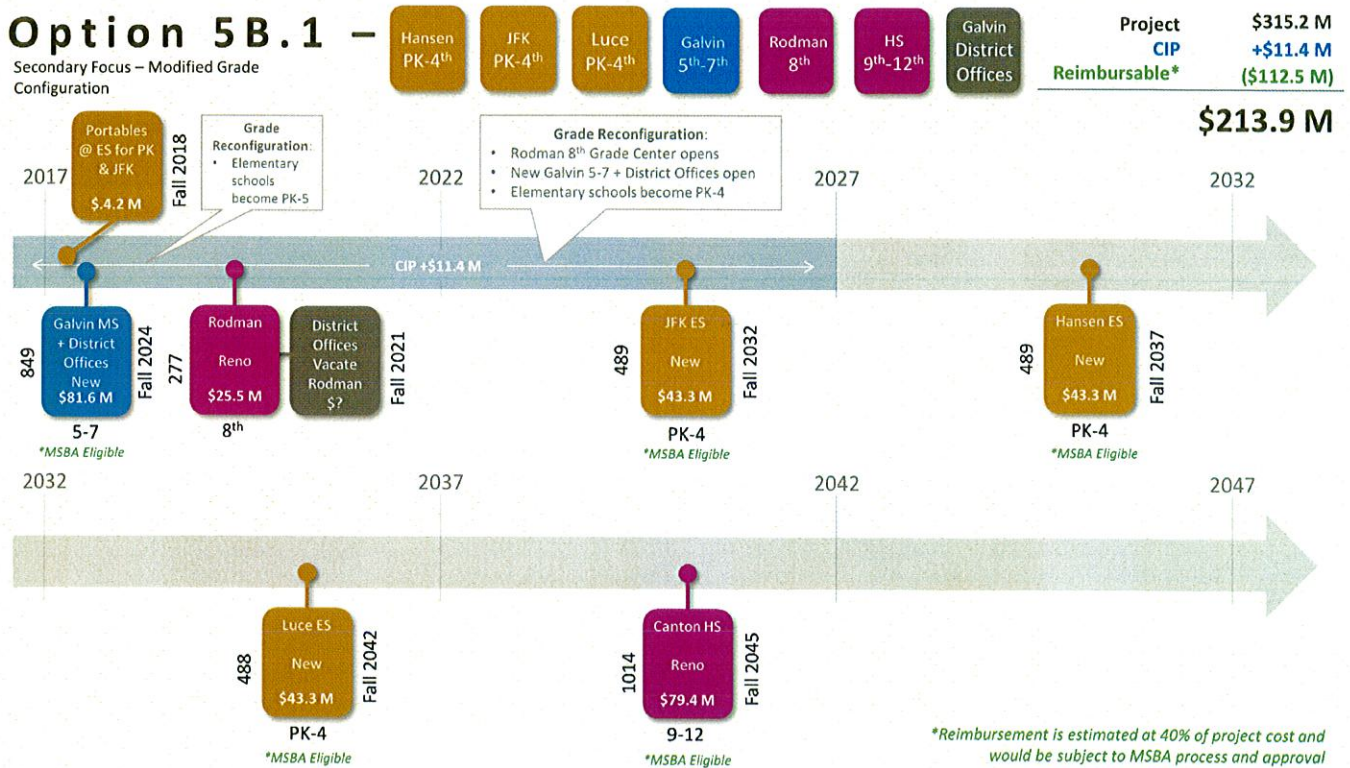 Option 5B.1 –
Secondary Focus – Modified Grade
Configuration
Hansen
PK-4th
JFK
PK-4th
Luce
PK-4th
Galvin
5th-7th
Rodman
8th
HS
9th-12th
Galvin
District
Offices
Project $315.2 M
CIP +$11.4 M
Reimbursable* ($112.5 M)
$213.9 M
2017
Portables
@ ES for PK
& JFK
$.4.2 M
Fall 2018
Grade
Reconfiguration:
• Elementary
schools
become PK-5
2022
Grade Reconfiguration:
• Rodman 8th Grade Center opens
• New Galvin 5-7 + District Offices open
• Elementary schools become PK-4
2027
2032
CIP +$11.4 M
849
Galvin MS
+ District
Offices
New
$81.6 M
Fall 2024
5-7
*MSBA Eligible
277
Rodman
Reno
$25.5 M
8th
District
Offices
Vacate
Rodman
$?
Fall 2021
489
JFK ES
New
$43.3 M
Fall 2032
PK-4
*MSBA Eligible
489
Hansen ES
New
$43.3 M
Fall 2037
PK-4
*MSBA Eligible
2032
2037
2042
2047
488
Luce ES
New
$43.3 M
Fall 2042
PK-4
*MSBA Eligible
1014
Canton HS
Reno
$79.4 M
Fall 2045
9-12
*MSBA Eligible
*Reimbursement is estimated at 40% of project cost and
would be subject to MSBA process and approval